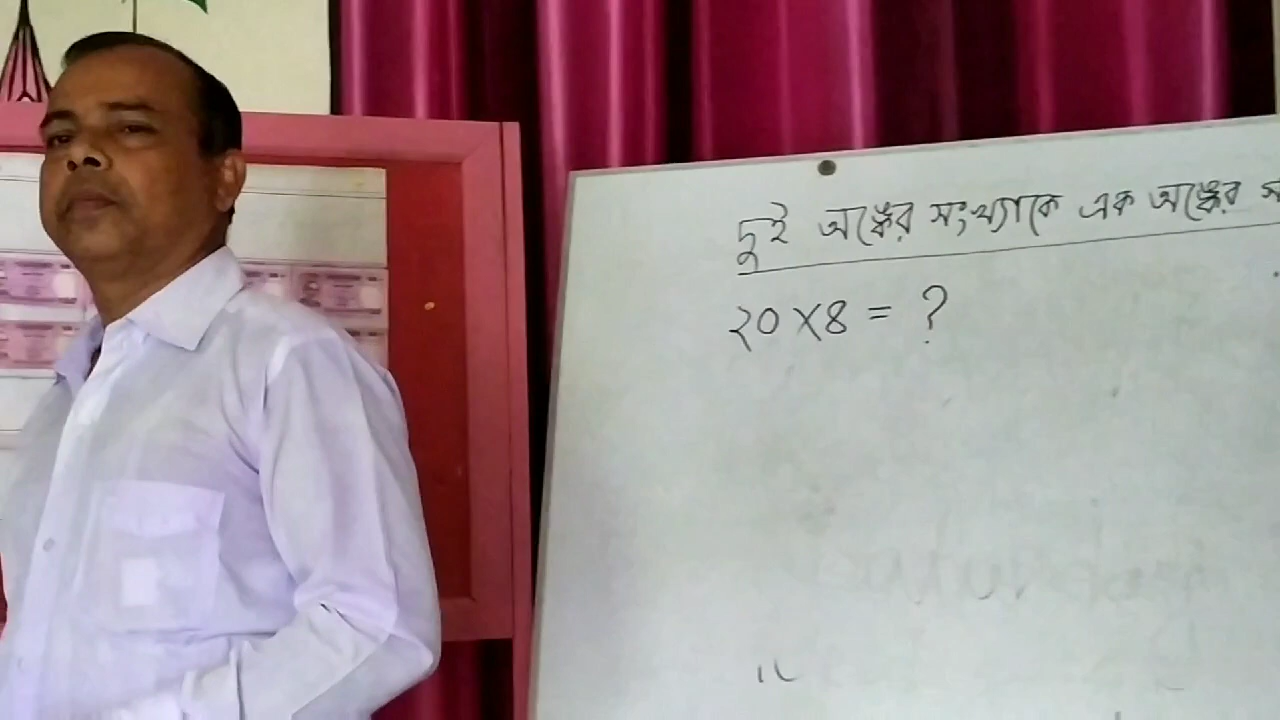 দুই অঙ্কের সংখ্যাকে এক অঙ্কের
২০ X ৪ = ?